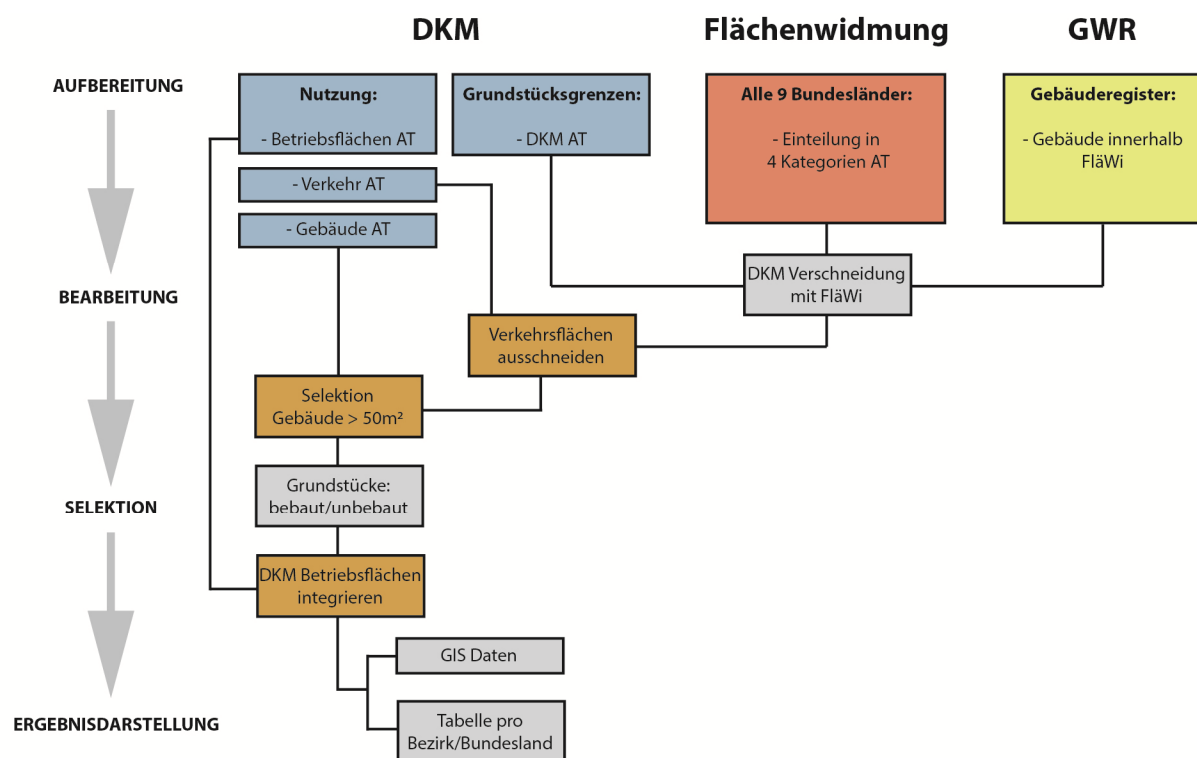 DKM
Flächenwidmung
GWR
AUFBEREITUNG
Nutzung:
- Betriebsflächen AT
- Verkehr AT
- Gebäude AT
Grundstücksgrenzen:
- DKM AT
Alle 9 Bundesländer:
- Einteilung in
4 Kategorien AT
Gebäuderegister:
- Gebäude innerhalb
FläWi
BEARBEITUNG
DKM Verschneidung
mit FläWi
Verkehrsflächen
ausschneiden
Selektion
Gebäude > 50m²
SELEKTION
Grundstücke:
bebaut/unbebaut
DKM Betriebsflächen
integrieren
GIS Daten
ERGEBNISDARSTELLUNG
Tabelle pro
Bezirk/Bundesland